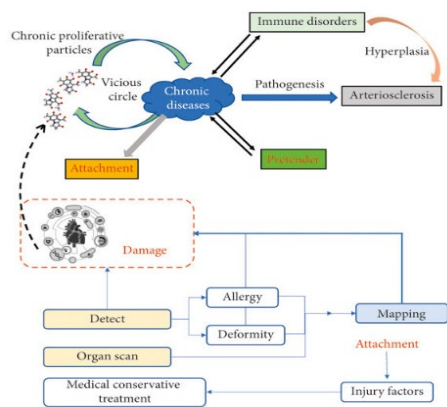 Chronic proliferative
particles
Immune disorders
Hyperplasia
Vicious
circle
Chronic
diseases
Pathogenesis
Arteriosclerosis
Attachment
Pretender
Damage
Allergy
Detect
Deformity
Mapping
Organ scan
Attachment
Medical conservative
treatment
Injury factors